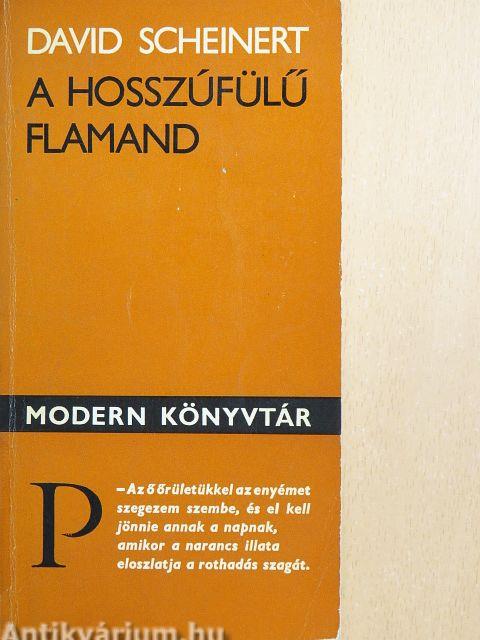 DAVID SCHEINERT
A HOSSZÚFÜLŰ
FLAMAND
MODERN KÖNYVTÁR
P
– Az ő őrületükkel az enyémet
szegezem szembe, és el kell
jönnie annak a napnak,
amikor a narancs illata
eloszlatja a rothadás szagát.
Antikvárium.hu